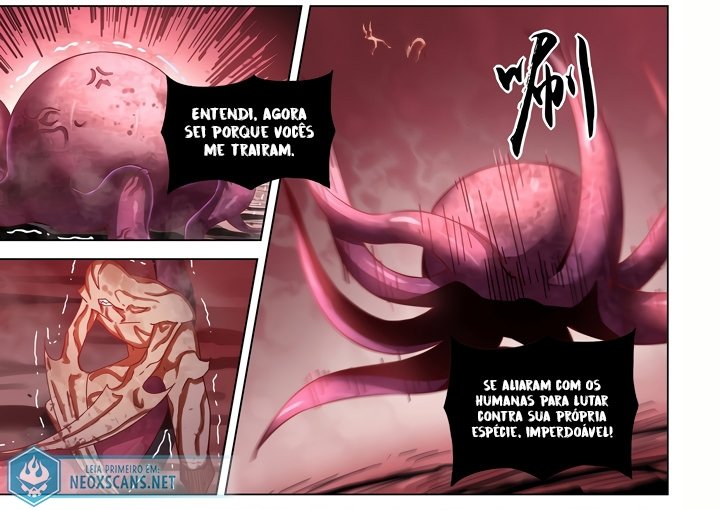 ENTENDI, AGORA
SEI PORQUE VOCÊS
ME TRAIRAM.
唰
SE ALIARAM COM OS
HUMANAS PARA LUTAR
CONTRA SUA PRÓPRIA
ESPÉCIE, IMPERDOÁVEL!
LEIA PRIMEIRO EM:
NEOXSCANS.NET